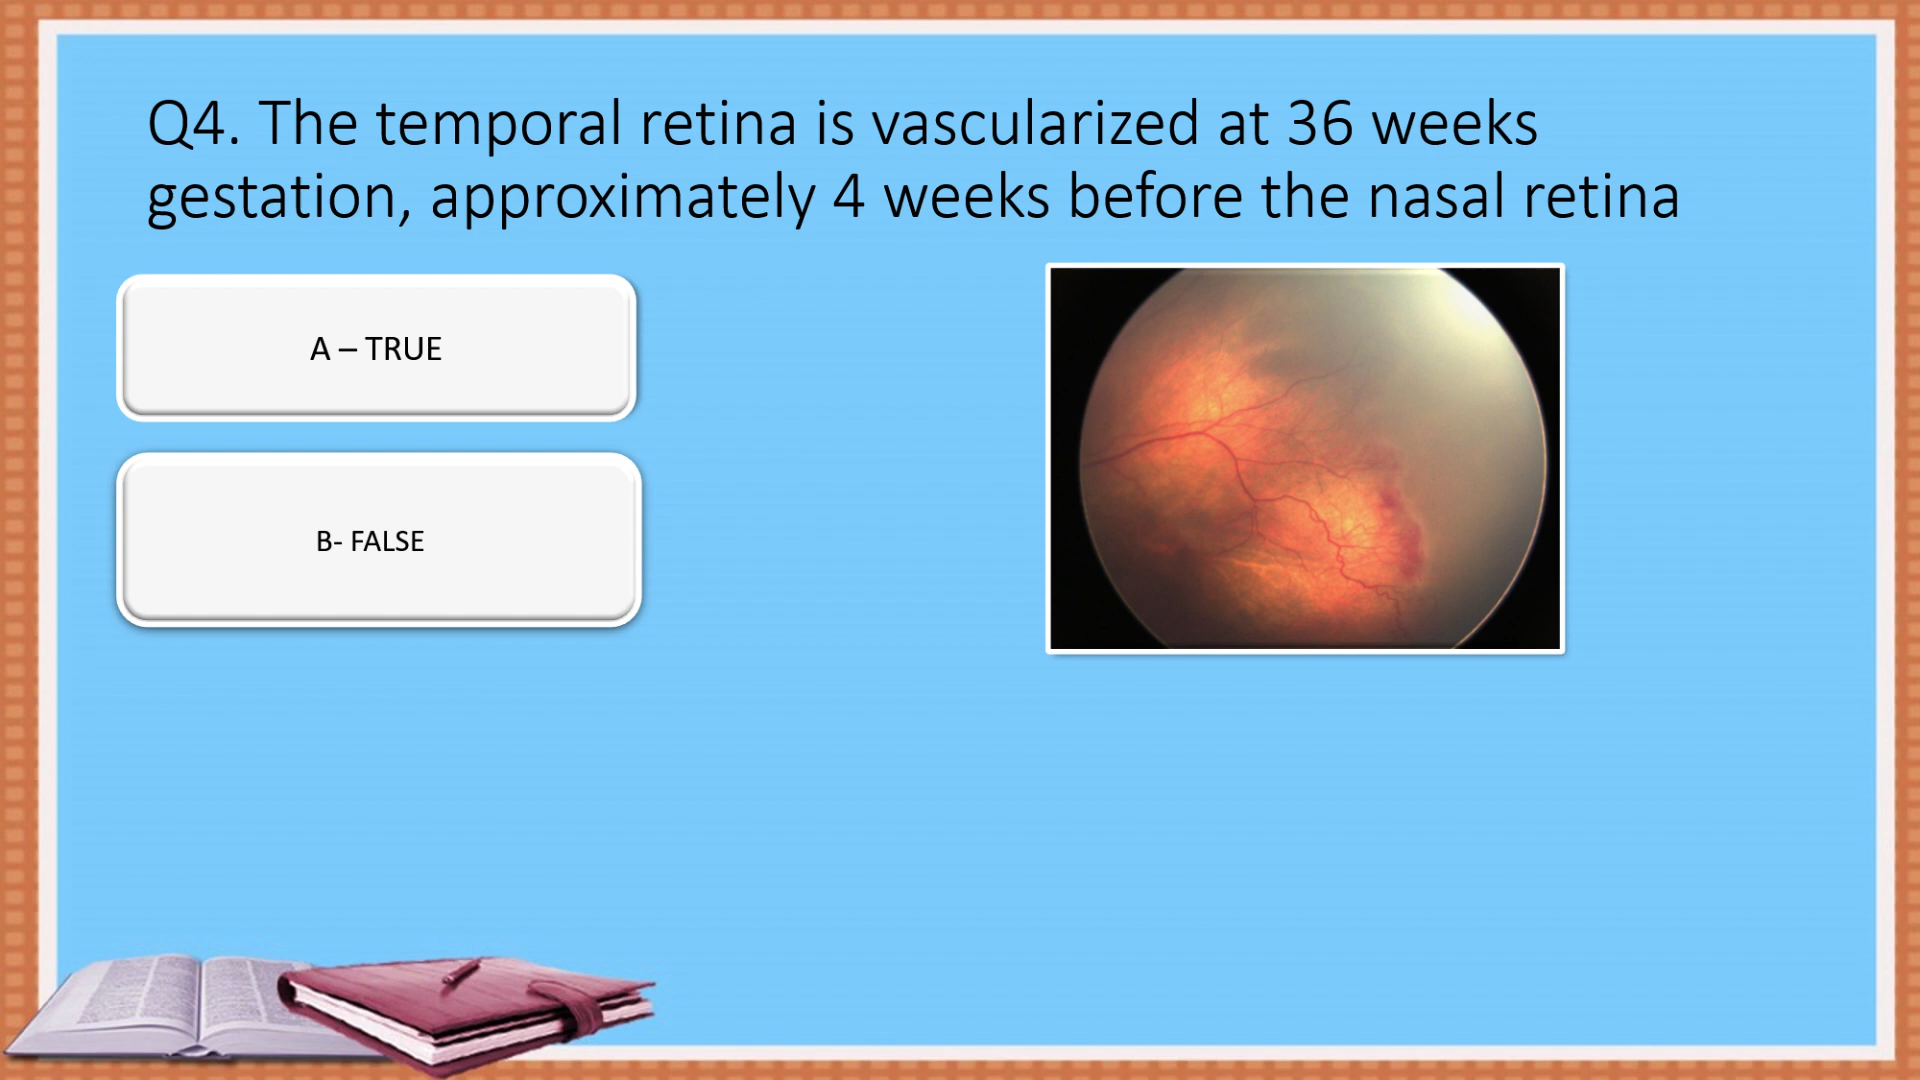 Q4. The temporal retina is vascularized at 36 weeks
gestation, approximately 4 weeks before the nasal retina
A – TRUE
B- FALSE